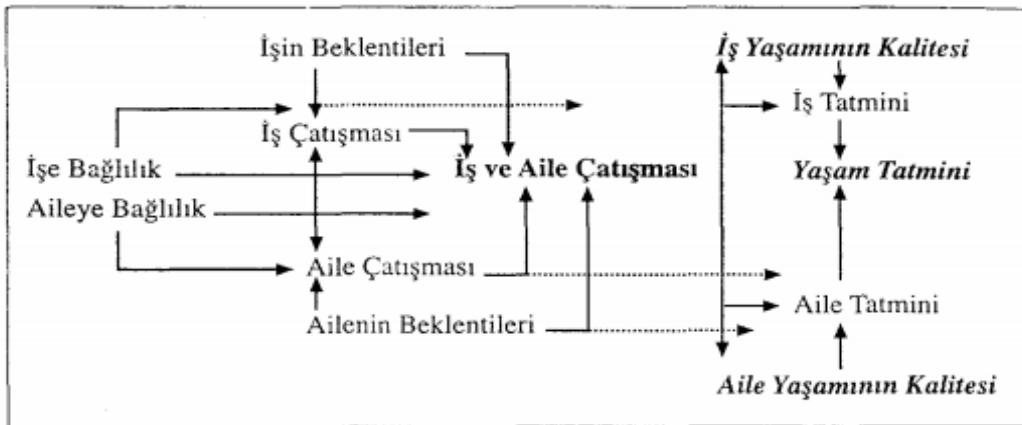 İşin Beklentileri
İş Yaşamının Kalitesi
İş Tatmini
İş Çatışması
İşe Bağlılık
İş ve Aile Çatışması
Yaşam Tatmini
Aileye Bağlılık
Aile Çatışması
Aile Tatmini
Ailenin Beklentileri
Aile Yaşamının Kalitesi